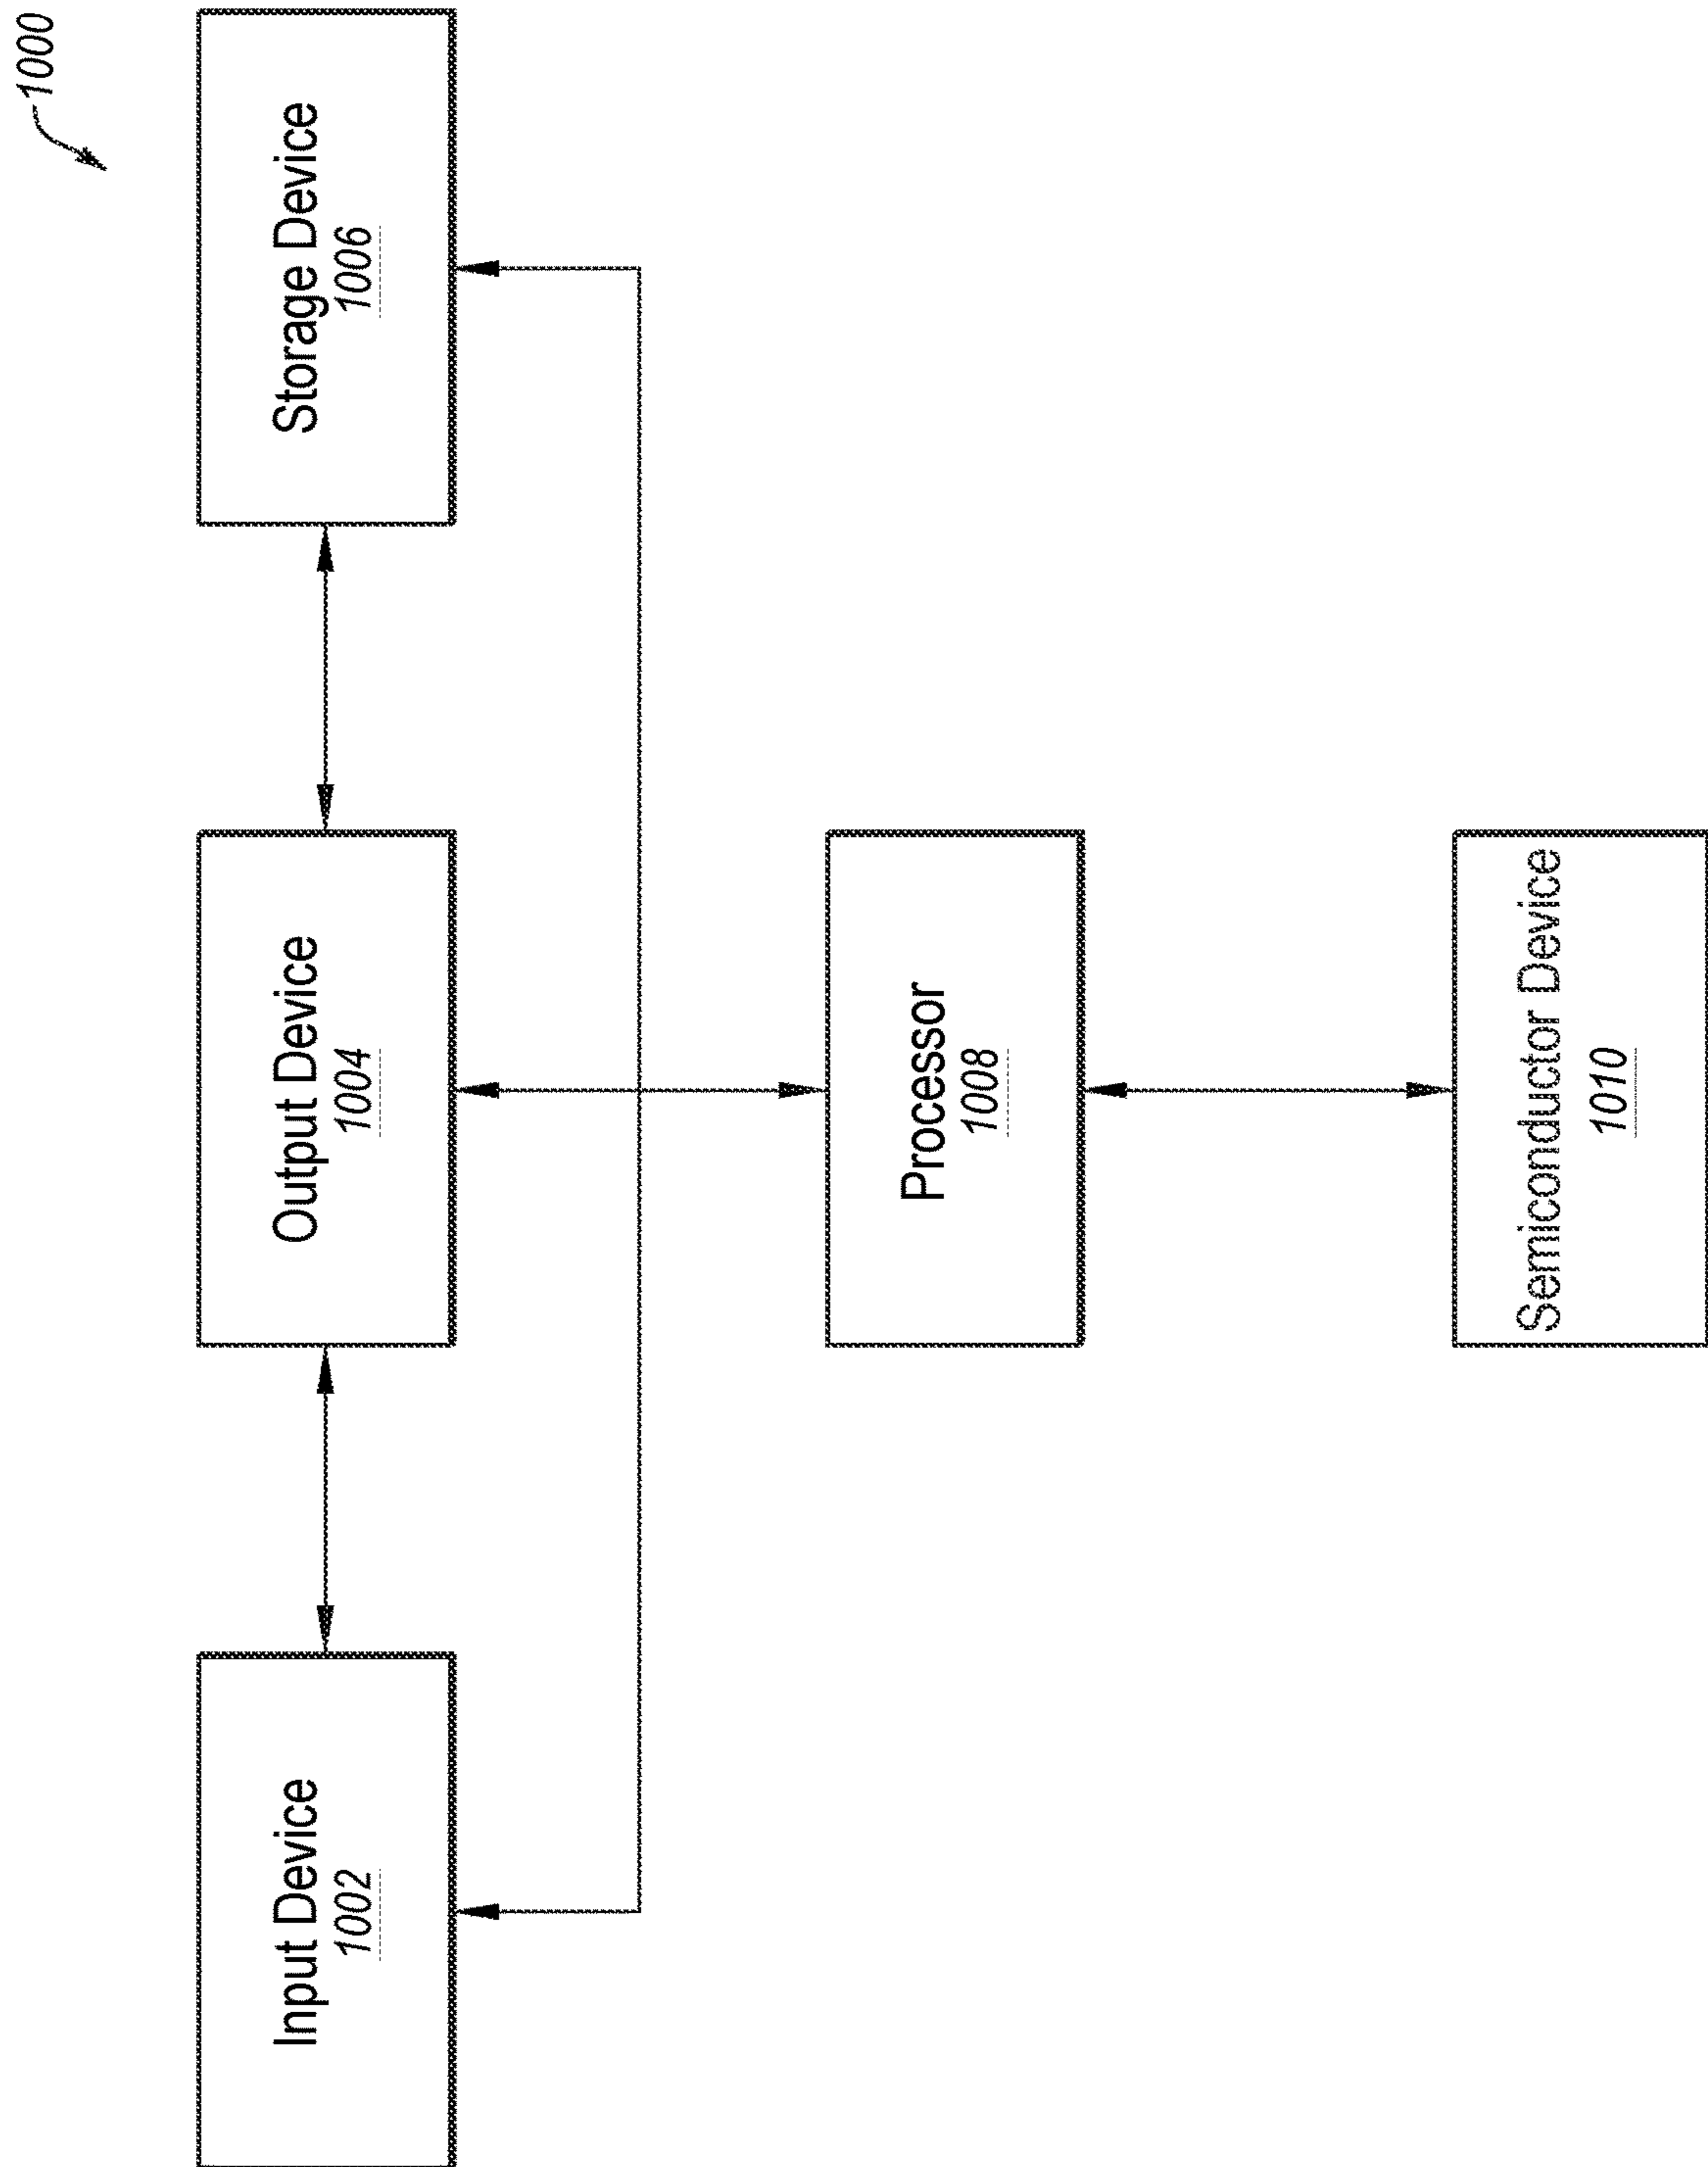 1000
Input Device
1002
Output Device
1004
Storage Device
1006
Processor
1008
Semiconductor Device
1010